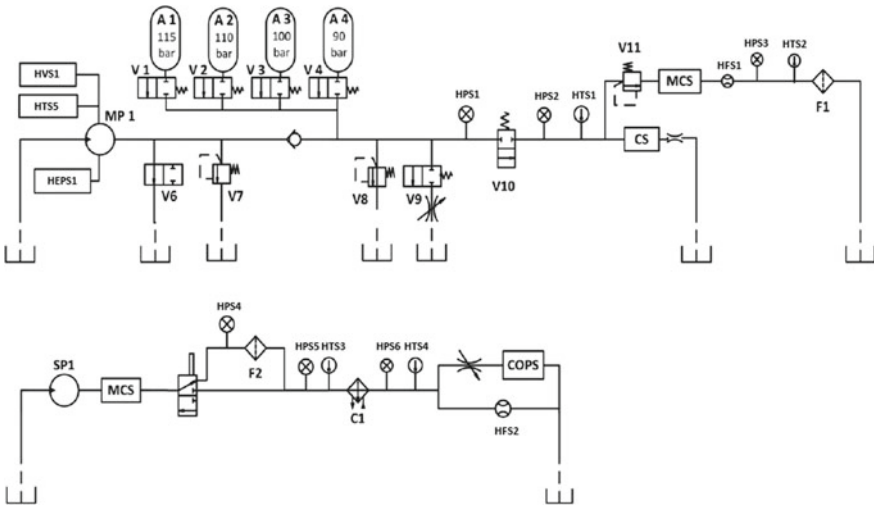 A 1 A 2 A 3 A 4
115 110 100 90
bar bar bar bar
V 1 V 2 V 3 V 4
HVS1
HTS5
MP 1
HEPS1
V6
V7
V8
V9
HPS1
V10
HPS2
HTS1
V11
MCS
HFS1
HPS3
HTS2
F1
CS
SP1
MCS
HPS4
F2
HPS5
HTS3
C1
HPS6
HTS4
COPS
HFS2